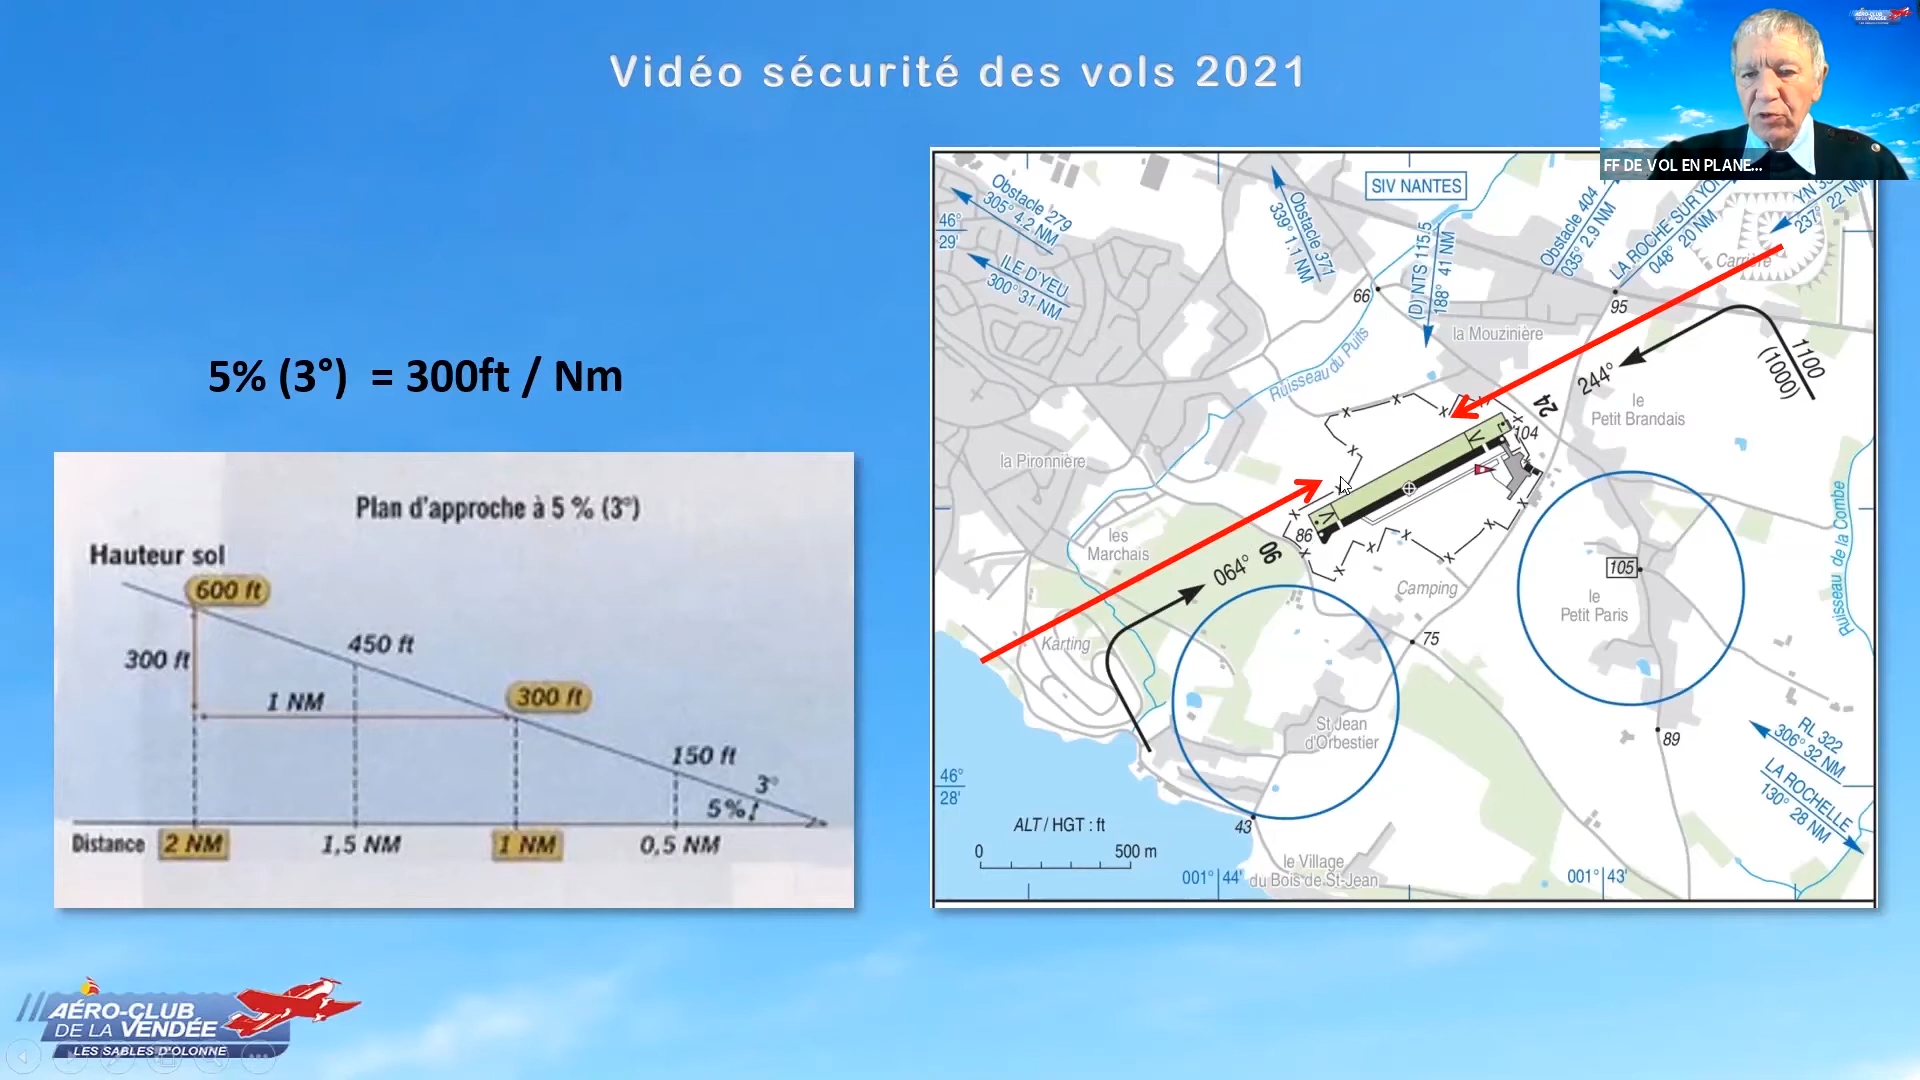 Vidéo sécurité des vols 2021
AÉRO-CLUB
DE LA VENDÉE
FF DE VOL EN PLANE...
5% (3°) = 300ft / Nm
Plan d'approche à 5 % (3°)
Hauteur sol
600 ft
450 ft
300 ft
1 NM
300 ft
150 ft
3°
5%
Distance
2 NM
1,5 NM
1 NM
0,5 NM
SIV NANTES
Obstacle 279
305° 4.2 NM
46°
29'
ILE D'YEU
300° 31 NM
Obstacle 371
339° 1.1 NM
(D) NTS 115.5
188° 41 NM
Obstacle 404
035° 2.9 NM
LA ROCHE SUR YON
048° 20 NM
237° 22 NM
Carrière
66
95
la Mouzinière
Ruisseau du Puits
1100
(1000)
244°
24
le
Petit Brandais
104
la Pironnière
les
Marchais
86
06
064°
Camping
105
le
Petit Paris
Ruisseau de la Combe
Karting
75
St Jean
d'Orbestier
89
RL 322
306° 32 NM
LA ROCHELLE
130° 28 NM
46°
28'
ALT / HGT : ft
0
500 m
43
le Village
du Bois de St-Jean
001° 44'
001° 43'
AÉRO-CLUB
DE LA VENDÉE
LES SABLES D'OLONNE